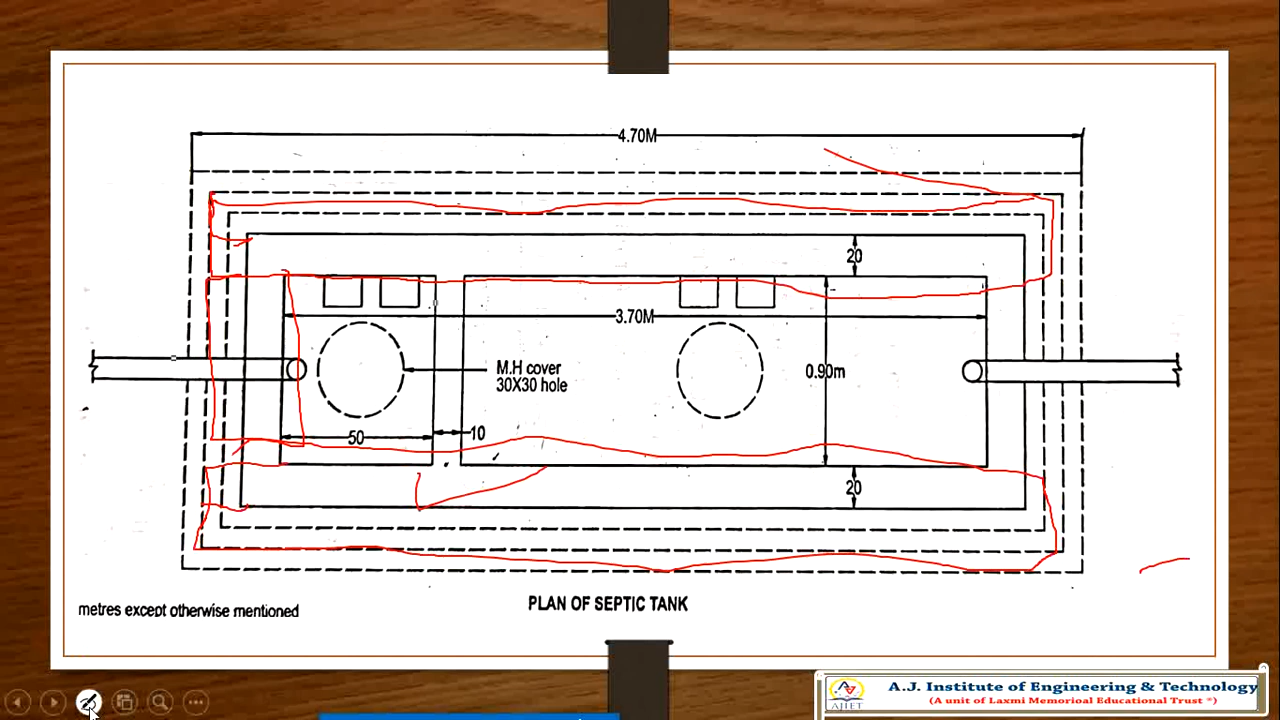 4.70M
20
3.70M
M.H cover
30X30 hole
0.90m
50
10
20
PLAN OF SEPTIC TANK
metres except otherwise mentioned
A.J. Institute of Engineering & Technology
(A unit of Laxmi Memorioal Educational Trust ®)
AJIET